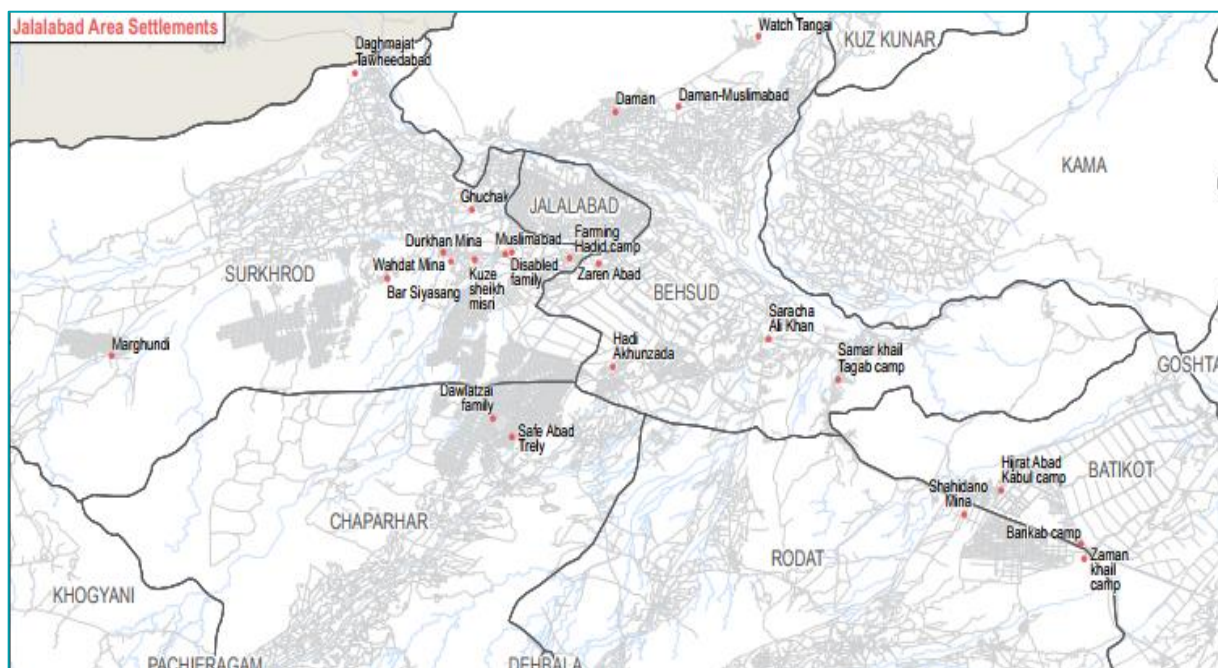 Jalalabad Area Settlements
Watch Tangai
KUZ KUNAR
Daghmajat
Tawheedabad
Daman
Daman-Muslimabad
KAMA
Ghuchak
JALALABAD
Durkhan Mina
Muslimabad
Farming
Hadid camp
Wahdat Mina
Disabled
family
Kuze
sheikh
misri
Zaren Abad
SURKHROD
Bar Siyasang
BEHSUD
Saracha
Ali Khan
Marghundi
Hadi
Akhunzada
Samar khail
Tagab camp
GOSHTA
Dawlatzai
family
Safe Abad
Trely
Hijrat Abad
Kabul camp
BATIKOT
Shahidano
Mina
CHAPARHAR
Barikab camp
RODAT
Zaman
khail
camp
KHOGYANI
PACHIERAGAM
DEHBALA